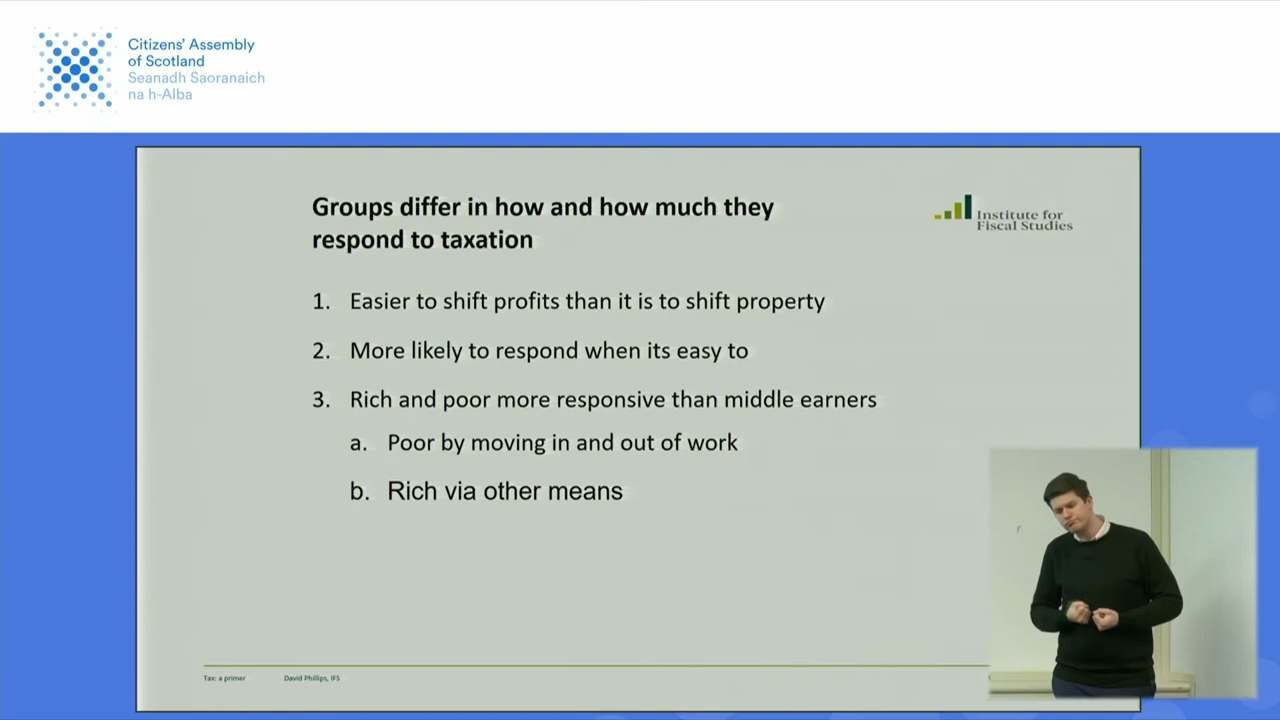 Citizens' Assembly
of Scotland
Seanadh Saoranaich
na h-Alba
Groups differ in how and how much they
respond to taxation
Institute for
Fiscal Studies
1. Easier to shift profits than it is to shift property
2. More likely to respond when its easy to
3. Rich and poor more responsive than middle earners
a. Poor by moving in and out of work
b. Rich via other means
Tax: a primer
David Phillips, IFS